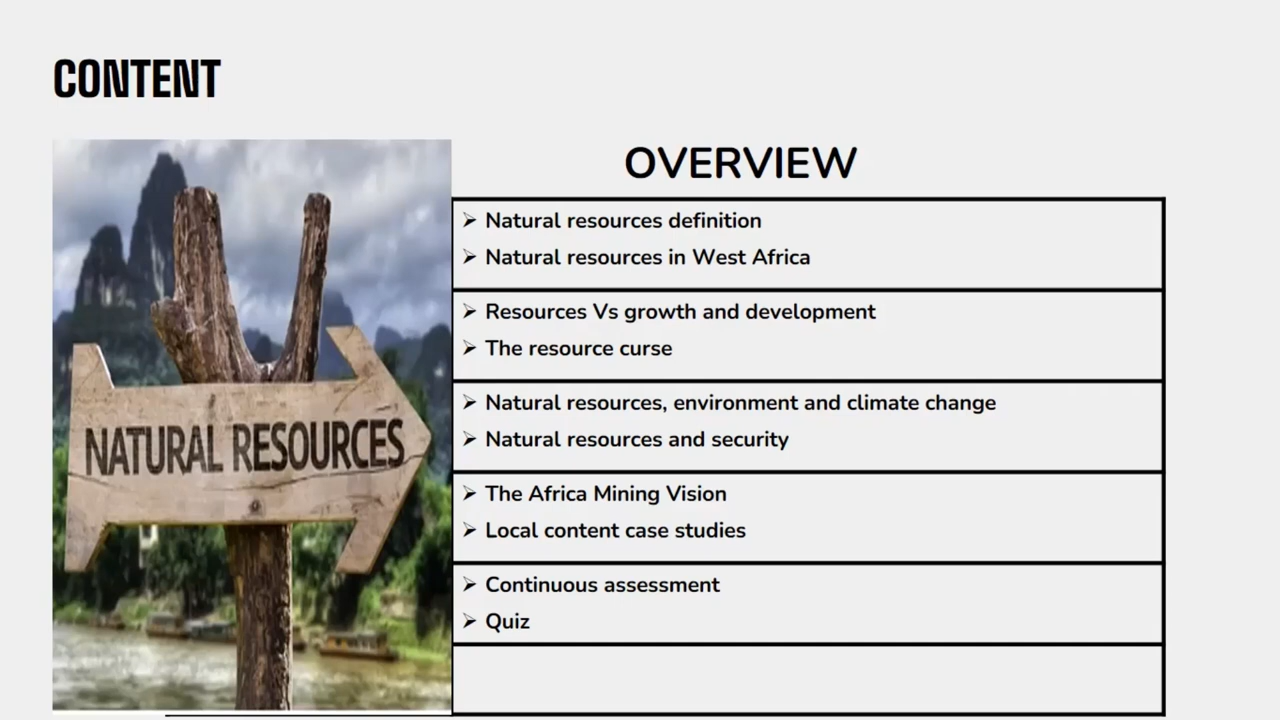 CONTENT
OVERVIEW
NATURAL RESOURCES
➢ Natural resources definition
➢ Natural resources in West Africa
➢ Resources Vs growth and development
➢ The resource curse
➢ Natural resources, environment and climate change
➢ Natural resources and security
➢ The Africa Mining Vision
➢ Local content case studies
➢ Continuous assessment
➢ Quiz